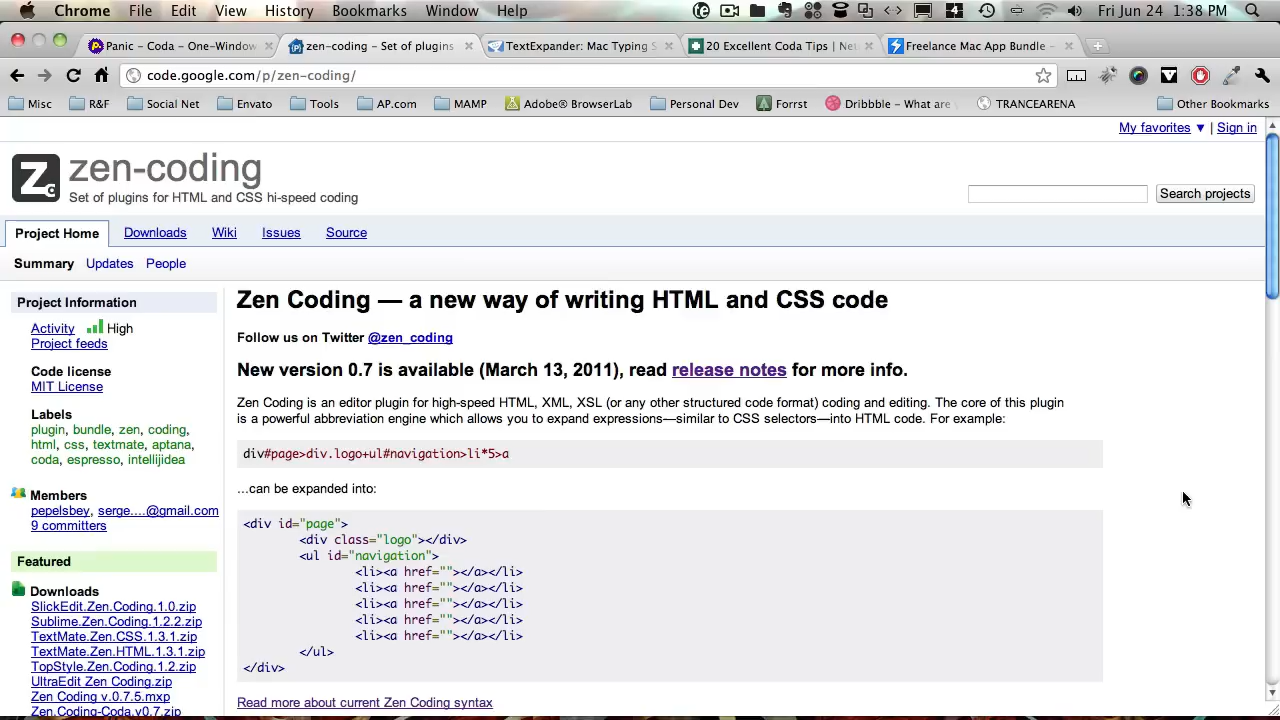 Chrome File Edit View History Bookmarks Window Help Fri Jun 24 1:38 PM
Panic - Coda - One-Window
zen-coding - Set of plugins
TextExpander: Mac Typing S
20 Excellent Coda Tips | Net
Freelance Mac App Bundle -
code.google.com/p/zen-coding/
Misc R&F Social Net Envato Tools AP.com MAMP Adobe® BrowserLab Personal Dev Forrst Dribbble - What are TRANCEARENA Other Bookmarks
My favorites ▼ | Sign in
zen-coding
Set of plugins for HTML and CSS hi-speed coding
Search projects
Project Home Downloads Wiki Issues Source
Summary Updates People
Project Information
Activity High
Project feeds
Code license
MIT License
Labels
plugin, bundle, zen, coding,
html, css, textmate, aptana,
coda, espresso, intellijidea
Members
pepelsbey, serge....@gmail.com
9 committers
Featured
Downloads
SlickEdit.Zen.Coding.1.0.zip
Sublime.Zen.Coding.1.2.2.zip
TextMate.Zen.CSS.1.3.1.zip
TextMate.Zen.HTML.1.3.1.zip
TopStyle.Zen.Coding.1.2.zip
UltraEdit Zen Coding.zip
Zen Coding v.0.7.5.mxp
Zen.Coding-Coda.v0.7.zip
Zen Coding — a new way of writing HTML and CSS code
Follow us on Twitter @zen_coding
New version 0.7 is available (March 13, 2011), read release notes for more info.
Zen Coding is an editor plugin for high-speed HTML, XML, XSL (or any other structured code format) coding and editing. The core of this plugin
is a powerful abbreviation engine which allows you to expand expressions—similar to CSS selectors—into HTML code. For example:
div#page>div.logo+ul#navigation>li*5>a
...can be expanded into:
<div id="page">
<div class="logo"></div>
<ul id="navigation">
<li><a href=""></a></li>
<li><a href=""></a></li>
<li><a href=""></a></li>
<li><a href=""></a></li>
<li><a href=""></a></li>
</ul>
</div>
Read more about current Zen Coding syntax